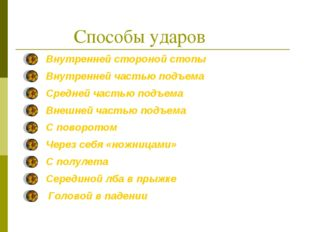 Способы ударов
Внутренней стороной стопы
Внутренней частью подъема
Средней частью подъема
Внешней частью подъема
С поворотом
Через себя «ножницами»
С полулета
Серединой лба в прыжке
Головой в падении